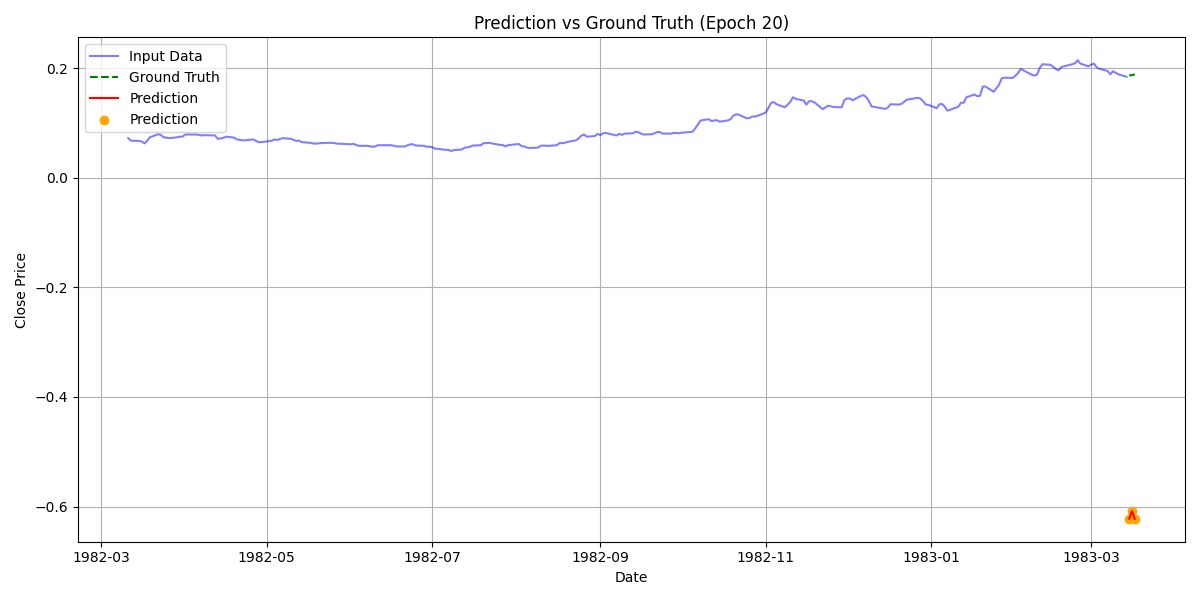 Prediction vs Ground Truth (Epoch 20)
Input Data
Ground Truth
Prediction
Prediction
Close Price
0.2
0.0
−0.2
−0.4
−0.6
1982-03 1982-05 1982-07 1982-09 1982-11 1983-01 1983-03
Date